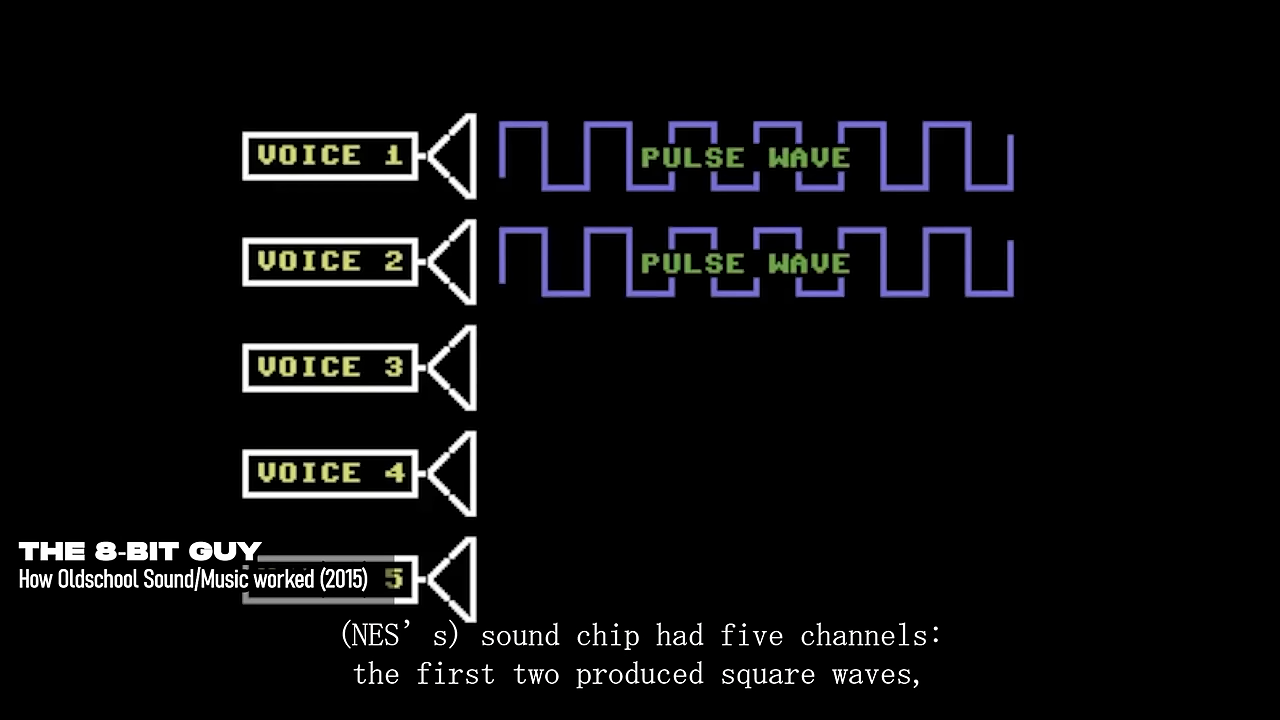 VOICE 1
PULSE WAVE
VOICE 2
PULSE WAVE
VOICE 3
VOICE 4
THE 8-BIT GUY
How Oldschool Sound/Music worked (2015)
5
(NES’s) sound chip had five channels:
the first two produced square waves,